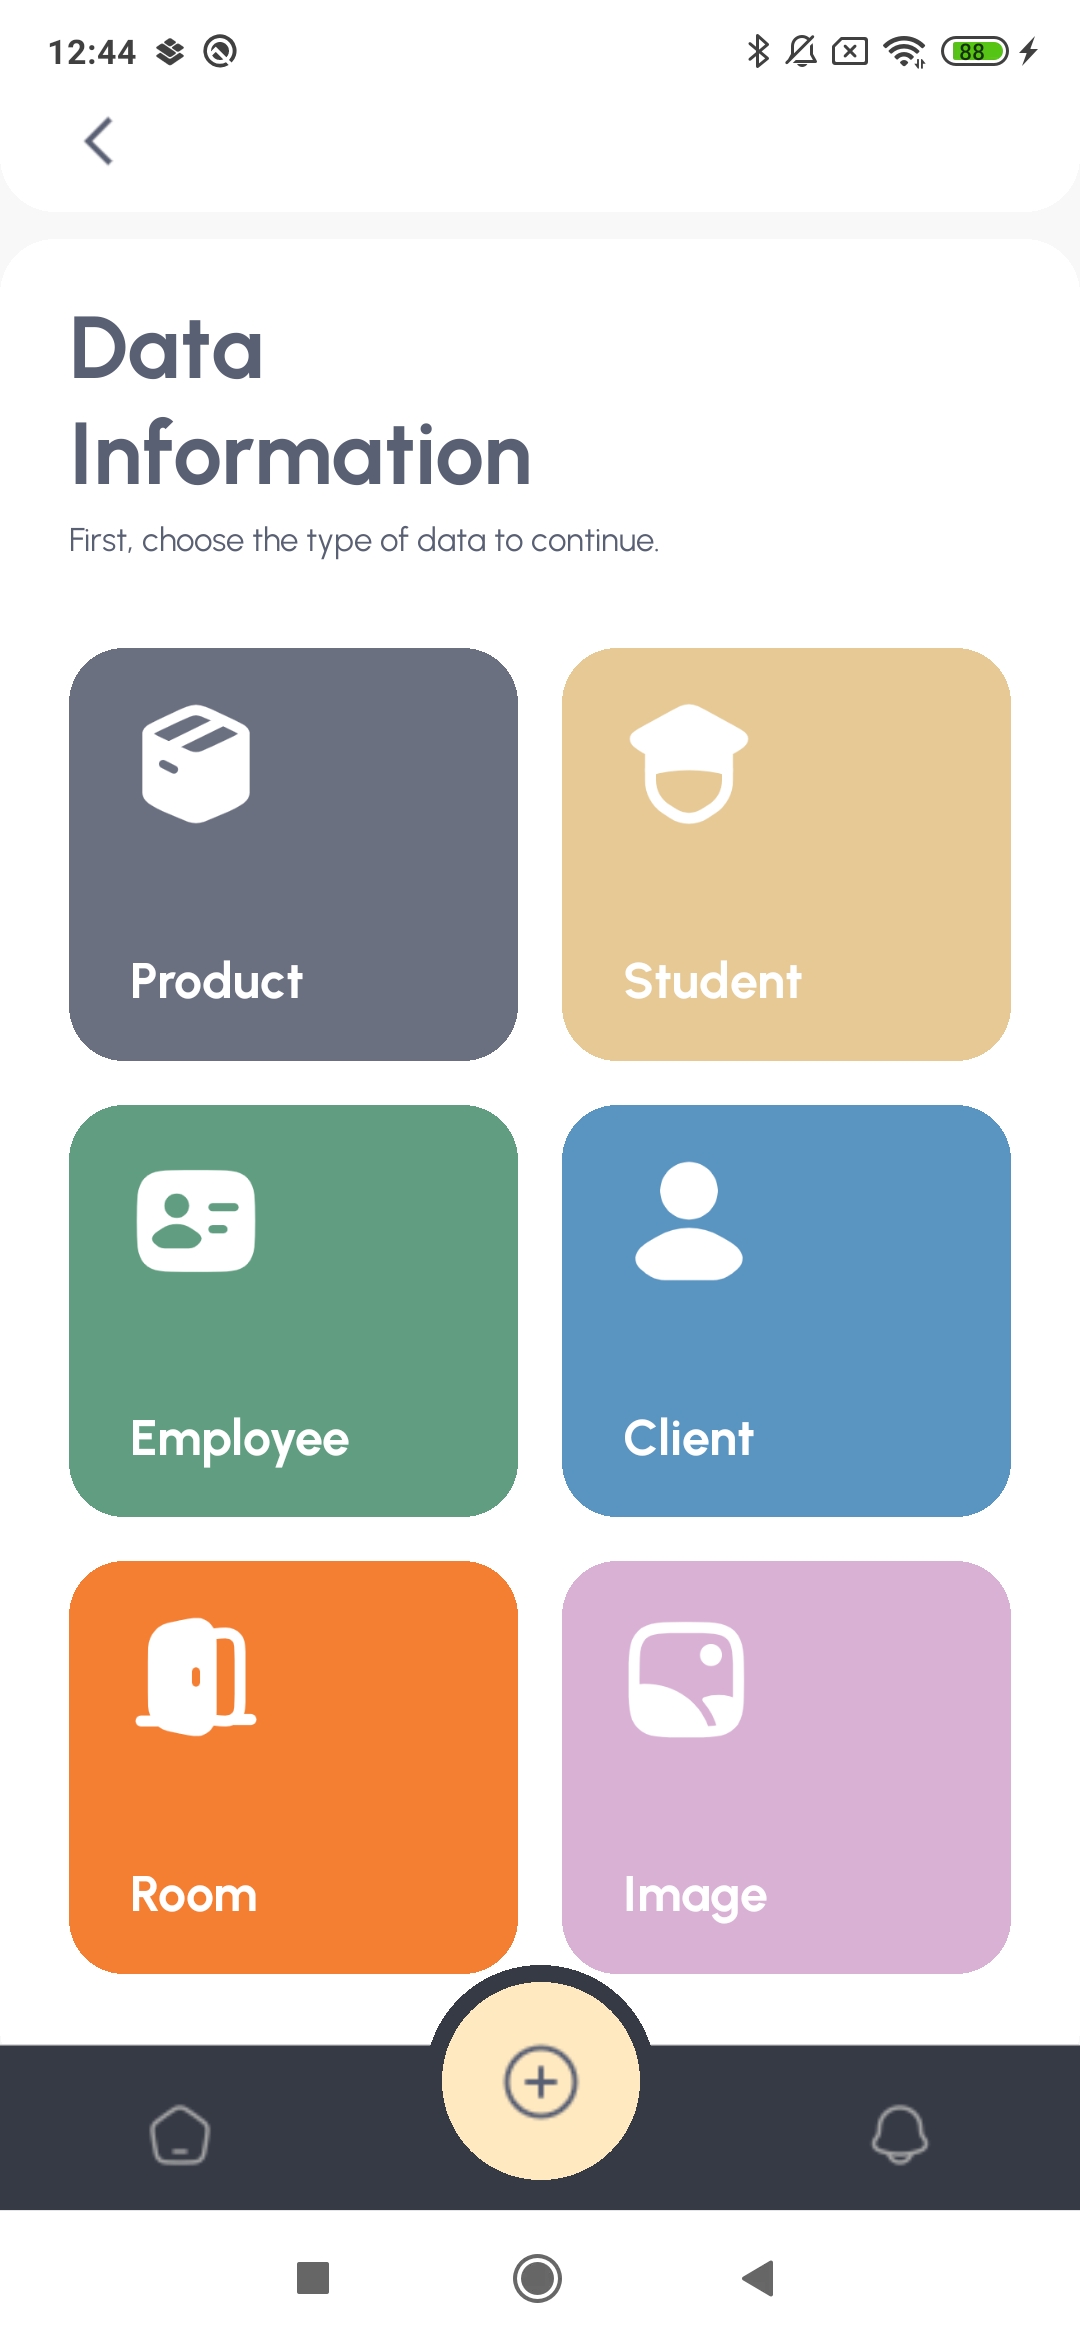 12:44
88
Data
Information
First, choose the type of data to continue.
Product
Student
Employee
Client
Room
Image